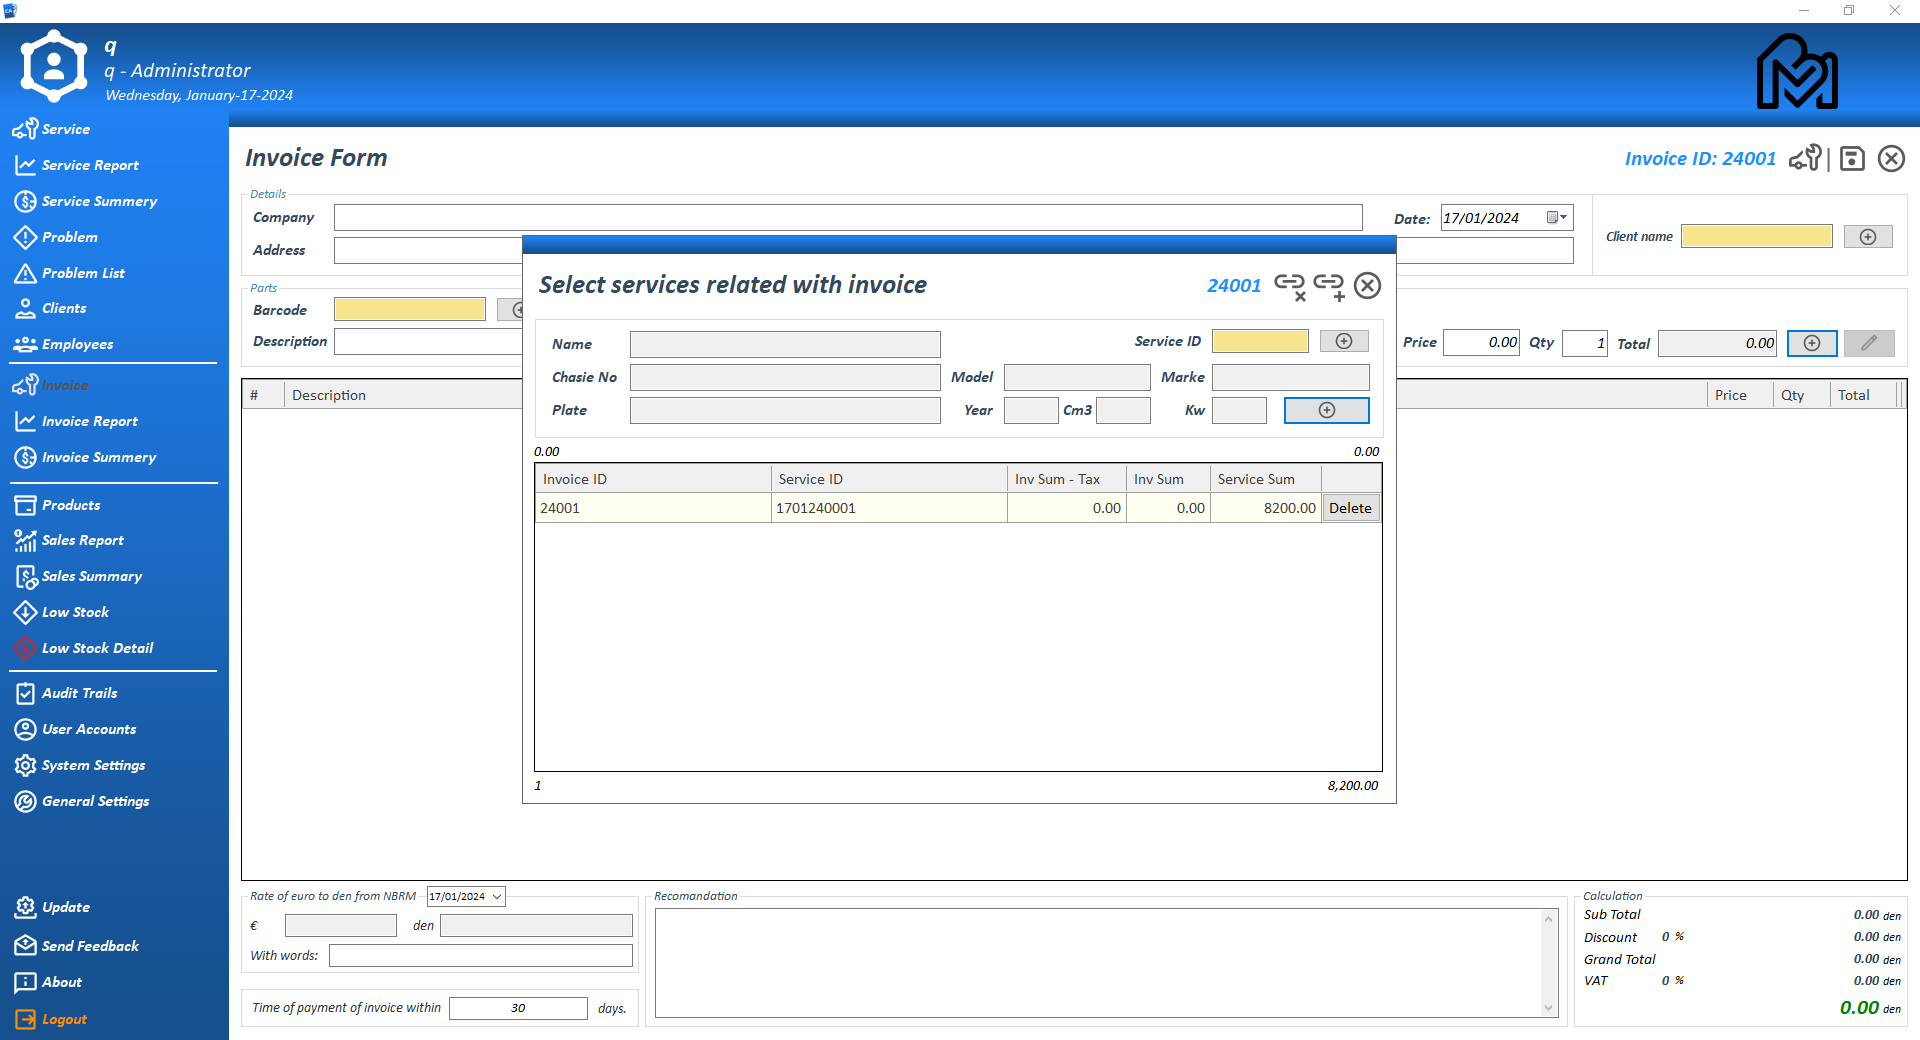 q
q - Administrator
Wednesday, January-17-2024
Service
Service Report
Service Summery
Problem
Problem List
Clients
Employees
Invoice
Invoice Report
Invoice Summery
Products
Sales Report
Sales Summary
Low Stock
Low Stock Detail
Audit Trails
User Accounts
System Settings
General Settings
Update
Send Feedback
About
Logout
Invoice Form
Invoice ID: 24001
Details
Company
Date: 17/01/2024
Client name
Address
Parts
Barcode
Description
Price 0.00 Qty 1 Total 0.00
# Description Price Qty Total
Select services related with invoice
24001
Name
Service ID
Chasie No
Model
Marke
Plate
Year
Cm3
Kw
0.00 0.00
Invoice ID Service ID Inv Sum - Tax Inv Sum Service Sum
24001 1701240001 0.00 0.00 8200.00 Delete
1 8,200.00
Rate of euro to den from NBRM 17/01/2024
€ den
With words:
Time of payment of invoice within 30 days.
Recomandation
Calculation
Sub Total 0.00 den
Discount 0 % 0.00 den
Grand Total 0.00 den
VAT 0 % 0.00 den
0.00 den